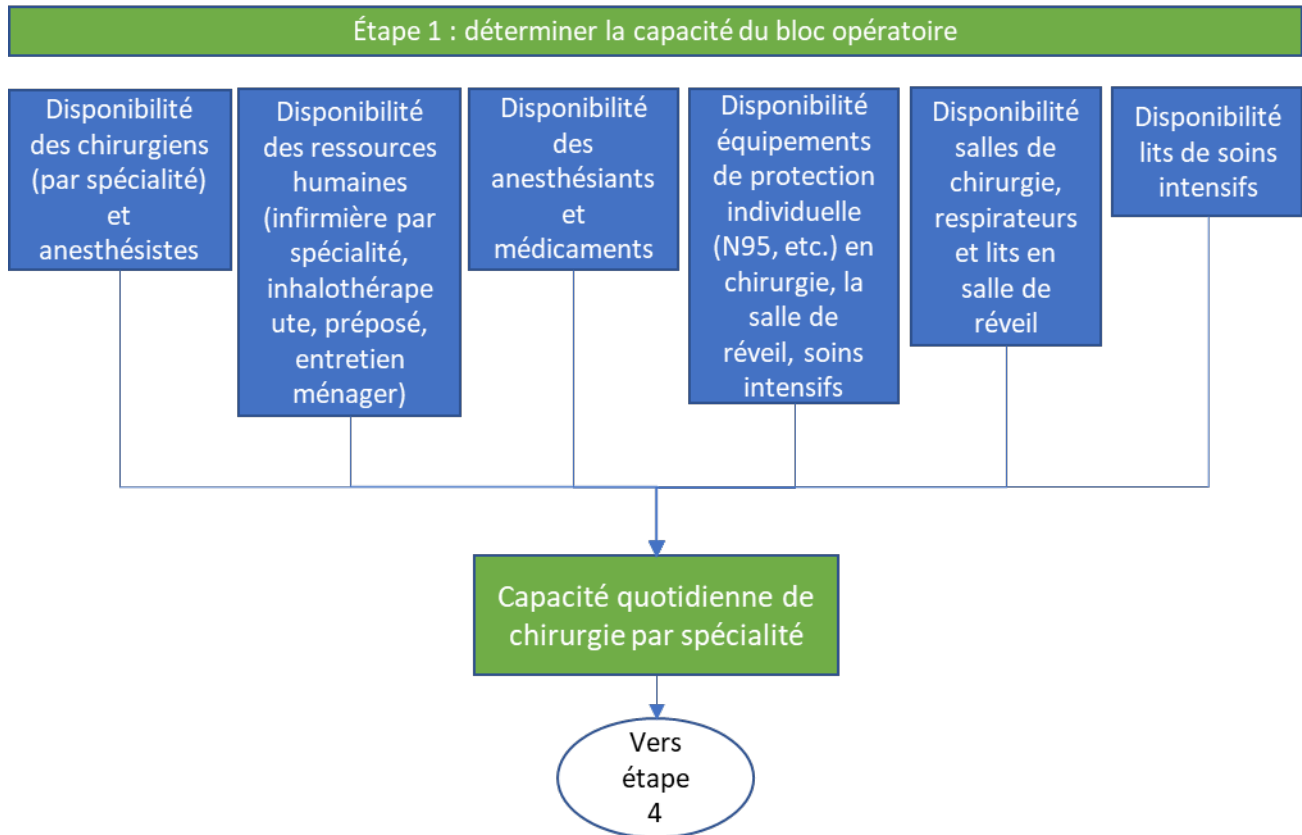 Étape 1 : déterminer la capacité du bloc opératoire
Disponibilité
des chirurgiens
(par spécialité)
et
anesthésistes
Disponibilité
des ressources
humaines
(infirmière par
spécialité,
inhalothérape
ute, préposé,
entretien
ménager)
Disponibilité
des
anesthésiants
et
médicaments
Disponibilité
équipements
de protection
individuelle
(N95, etc.) en
chirurgie, la
salle de
réveil, soins
intensifs
Disponibilité
salles de
chirurgie,
respirateurs
et lits en
salle de
réveil
Disponibilité
lits de soins
intensifs
Capacité quotidienne de
chirurgie par spécialité
Vers
étape
4